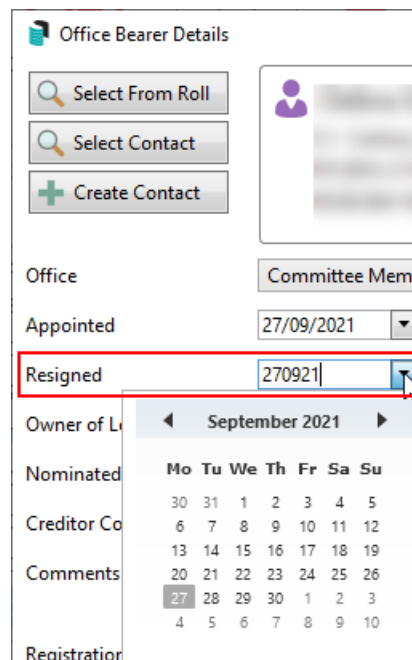 Office Bearer Details
Select From Roll
Select Contact
Create Contact
Office Committee Mem
Appointed 27/09/2021
Resigned 270921
Owner of L
September 2021
Nominated
Mo Tu We Th Fr Sa Su
30 31 1 2 3 4 5
Creditor Co
6 7 8 9 10 11 12
13 14 15 16 17 18 19
Comments
20 21 22 23 24 25 26
27 28 29 30 1 2 3
4 5 6 7 8 9 10
Registration